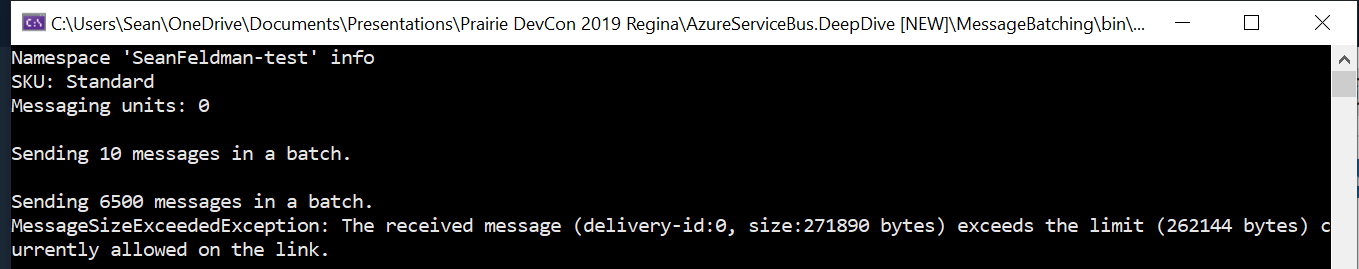 C:\Users\Sean\OneDrive\Documents\Presentations\Prairie DevCon 2019 Regina\AzureServiceBus.DeepDive [NEW]\MessageBatching\bin\...
Namespace 'SeanFeldman-test' info
SKU: Standard
Messaging units: 0
Sending 10 messages in a batch.
Sending 6500 messages in a batch.
MessageSizeExceededException: The received message (delivery-id:0, size:271890 bytes) exceeds the limit (262144 bytes) c
urrently allowed on the link.